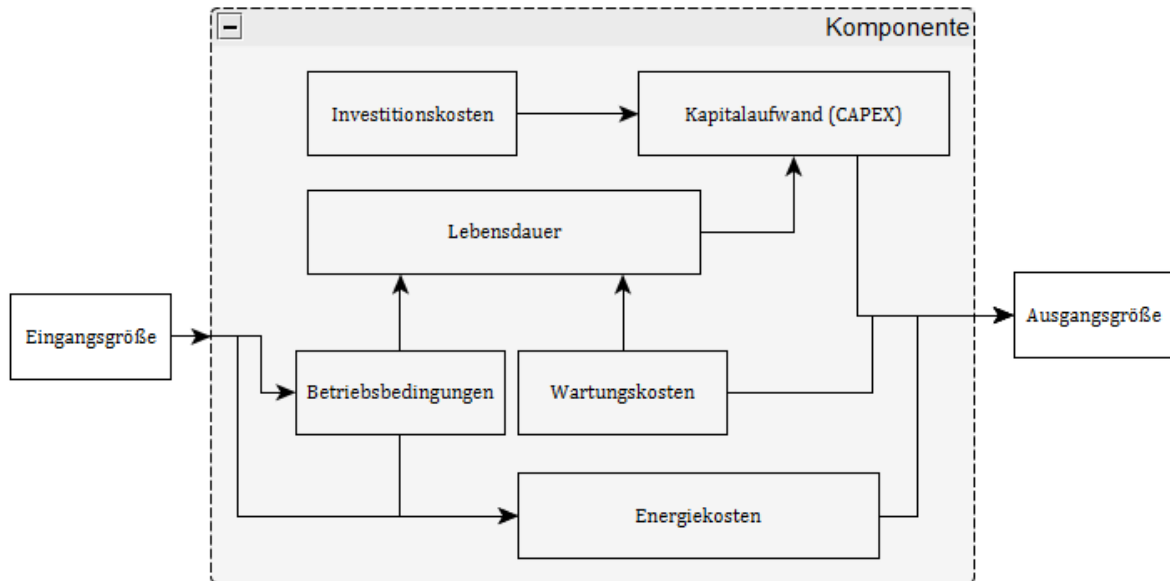 Komponente
Investitionskosten
Kapitalaufwand (CAPEX)
Lebensdauer
Eingangsgröße
Ausgangsgröße
Betriebsbedingungen
Wartungskosten
Energiekosten